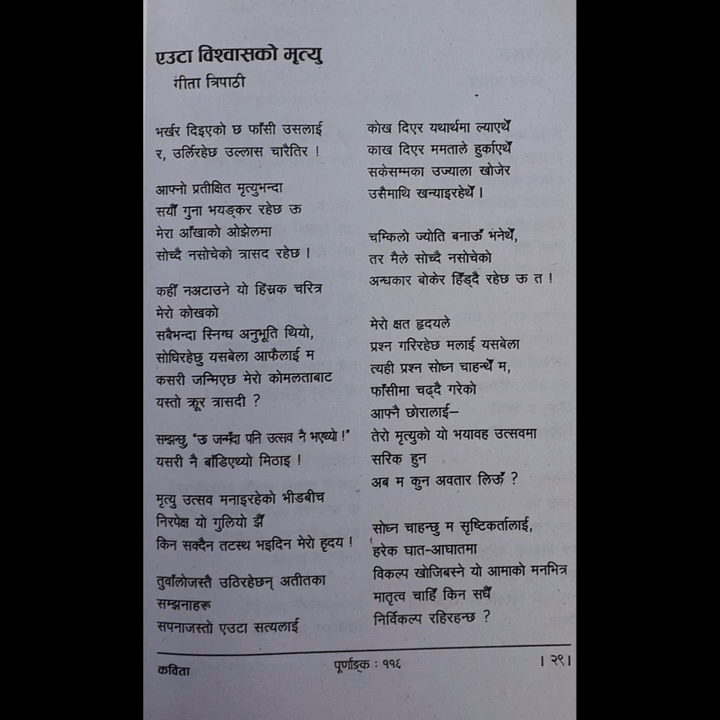 एउटा विश्वासको मृत्यु
गीता त्रिपाठी
भर्खर दिइएको छ फाँसी उसलाई
र, उर्लिरहेछ उल्लास चारैतिर !
आफ्नो प्रतीक्षित मृत्युभन्दा
सयौँ गुना भयङ्कर रहेछ ऊ
मेरा आँखाको ओझेलमा
सोच्दै नसोचेको त्रासद रहेछ ।
कहीँ नअटाउने यो हिंस्रक चरित्र
मेरो कोखको
सबैभन्दा स्निग्ध अनुभूति थियो,
सोधिरहेछु यसबेला आफैलाई म
कसरी जन्मिएछ मेरो कोमलताबाट
यस्तो क्रूर त्रासदी ?
सम्झन्छु, "ऊ जन्मँदा पनि उत्सव नै भएथ्यो !"
यसरी नै बाँडिएथ्यो मिठाइ !
मृत्यु उत्सव मनाइरहेको भीडबीच
निरपेक्ष यो गुलियो झैँ
किन सक्दैन तटस्थ भइदिन मेरो हृदय !
तुवाँलोजस्तै उठिरहेछन् अतीतका
सम्झनाहरू
सपनाजस्तो एउटा सत्यलाई
कोख दिएर यथार्थमा ल्याएथेँ
काख दिएर ममताले हुर्काएथेँ
सकेसम्मका उज्याला खोजेर
उसैमाथि खन्याइरहेथेँ ।
चम्किलो ज्योति बनाऊँ भनेथेँ,
तर मैले सोच्दै नसोचेको
अन्धकार बोकेर हिँड्दै रहेछ ऊ त !
मेरो क्षत हृदयले
प्रश्न गरिरहेछ मलाई यसबेला
त्यही प्रश्न सोध्न चाहन्थेँ म,
फाँसीमा चढ्दै गरेको
आफ्नै छोरालाई–
तेरो मृत्युको यो भयावह उत्सवमा
सरिक हुन
अब म कुन अवतार लिऊँ ?
सोध्न चाहन्छु म सृष्टिकर्तालाई,
हरेक घात-आघातमा
विकल्प खोजिबस्ने यो आमाको मनभित्र
मातृत्व चाहिँ किन सधैँ
निर्विकल्प रहिरहन्छ ?
कविता
पूर्णाङ्क : ११६
। २९।